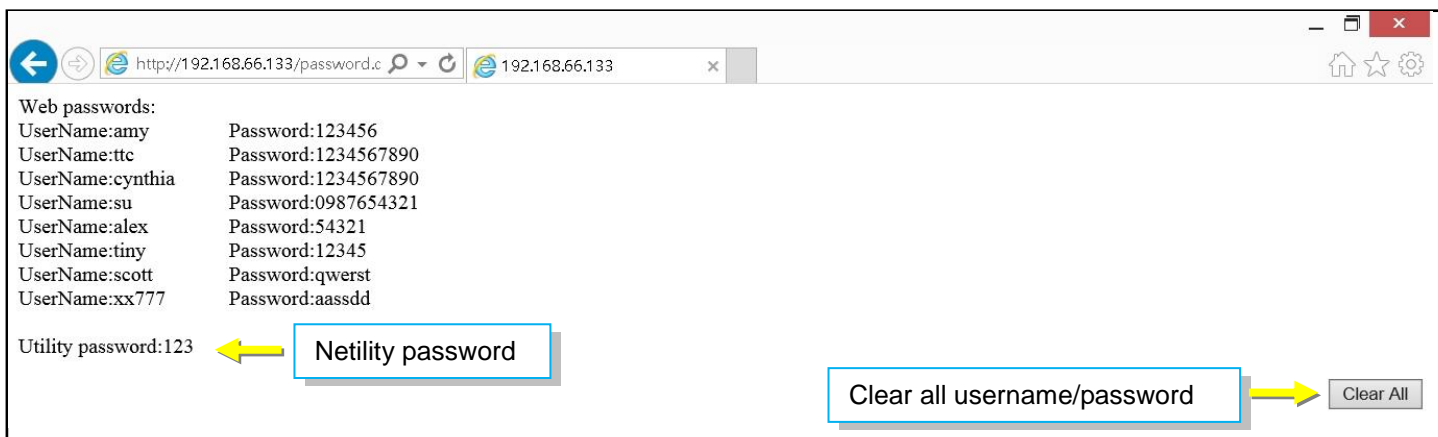 http://192.168.66.133/password.c
192.168.66.133
Web passwords:
UserName:amy Password:123456
UserName:ttc Password:1234567890
UserName:cynthia Password:1234567890
UserName:su Password:0987654321
UserName:alex Password:54321
UserName:tiny Password:12345
UserName:scott Password:qwerst
UserName:xx777 Password:aassdd
Utility password:123
Netility password
Clear all username/password
Clear All